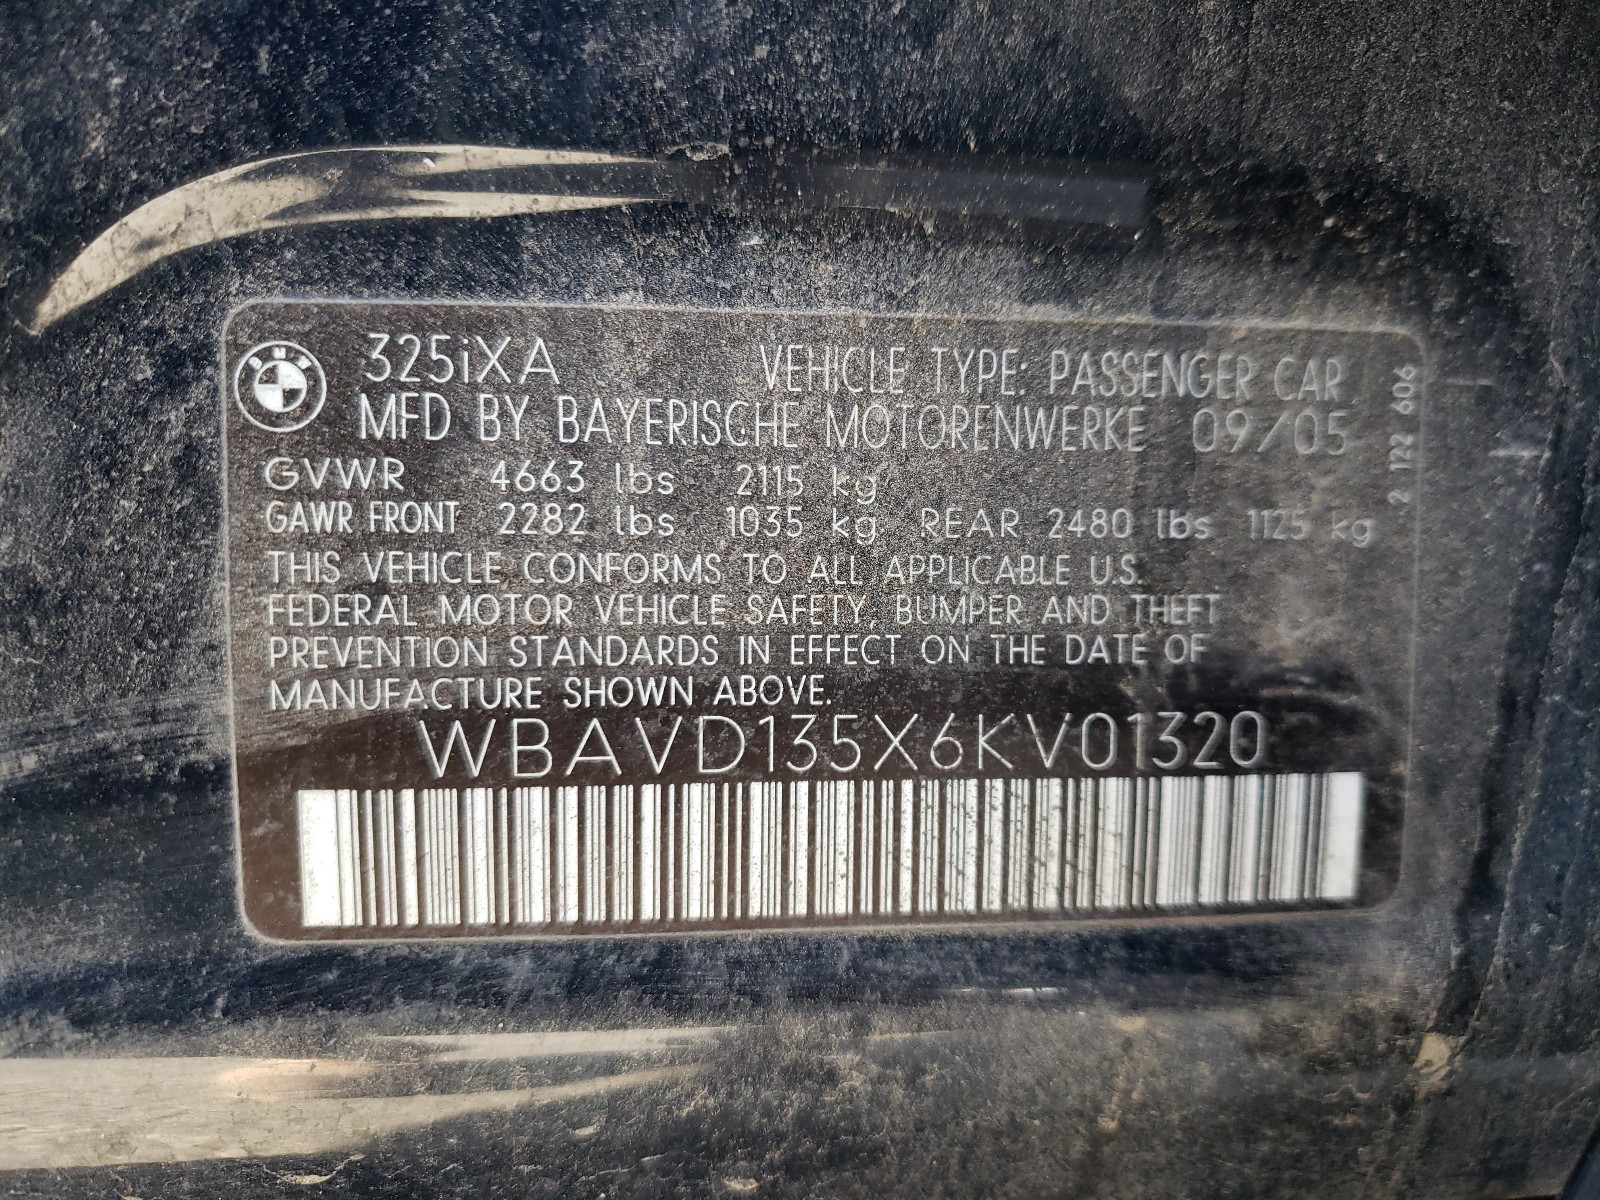 BMW
325iXA
VEHICLE TYPE: PASSENGER CAR
MFD BY BAYERISCHE MOTORENWERKE 09/05
GVWR 4663 lbs 2115 kg
GAWR FRONT 2282 lbs 1035 kg REAR 2480 lbs 1125 kg
THIS VEHICLE CONFORMS TO ALL APPLICABLE U.S.
FEDERAL MOTOR VEHICLE SAFETY, BUMPER AND THEFT
PREVENTION STANDARDS IN EFFECT ON THE DATE OF
MANUFACTURE SHOWN ABOVE.
WBAVD135X6KV01320
2 122 606